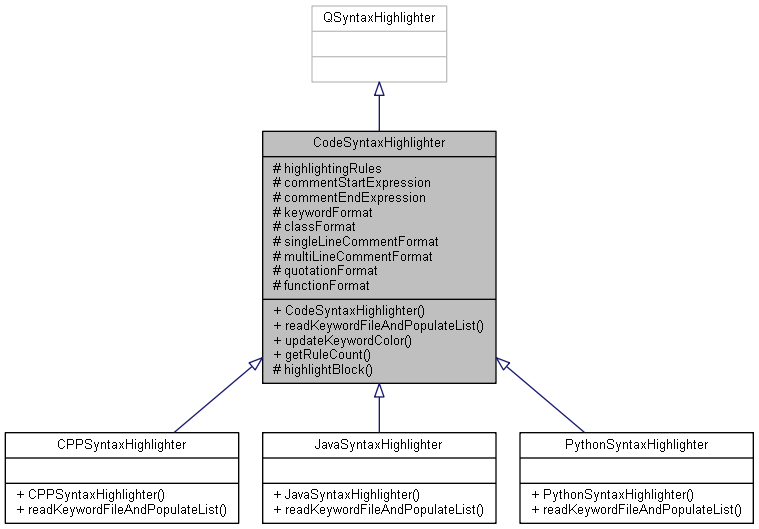 QSyntaxHighlighter
CodeSyntaxHighlighter
# highlightingRules
# commentStartExpression
# commentEndExpression
# keywordFormat
# classFormat
# singleLineCommentFormat
# multiLineCommentFormat
# quotationFormat
# functionFormat
+ CodeSyntaxHighlighter()
+ readKeywordFileAndPopulateList()
+ updateKeywordColor()
+ getRuleCount()
# highlightBlock()
CPPSyntaxHighlighter
+ CPPSyntaxHighlighter()
+ readKeywordFileAndPopulateList()
JavaSyntaxHighlighter
+ JavaSyntaxHighlighter()
+ readKeywordFileAndPopulateList()
PythonSyntaxHighlighter
+ PythonSyntaxHighlighter()
+ readKeywordFileAndPopulateList()